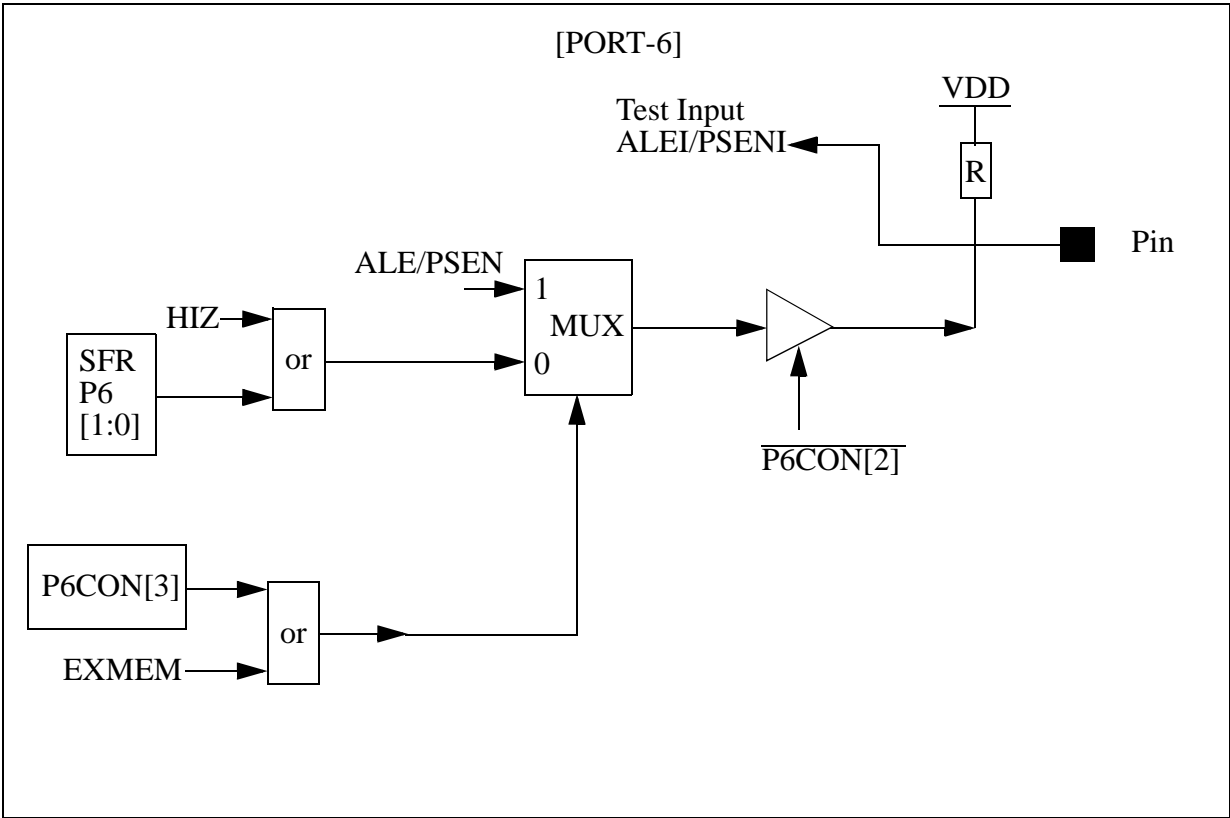 [PORT-6]
VDD
Test Input
ALEI/PSENI
R
Pin
ALE/PSEN
1
MUX
0
HIZ
or
SFR
P6
[1:0]
P6CON[2]
P6CON[3]
or
EXMEM